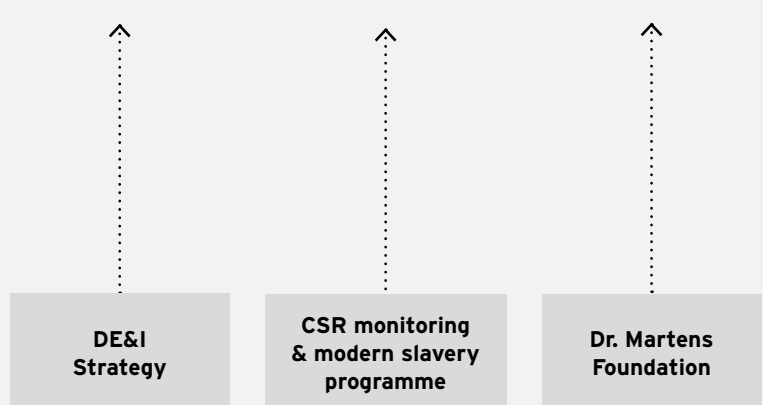 DE&I
Strategy
CSR monitoring
& modern slavery
programme
Dr. Martens
Foundation